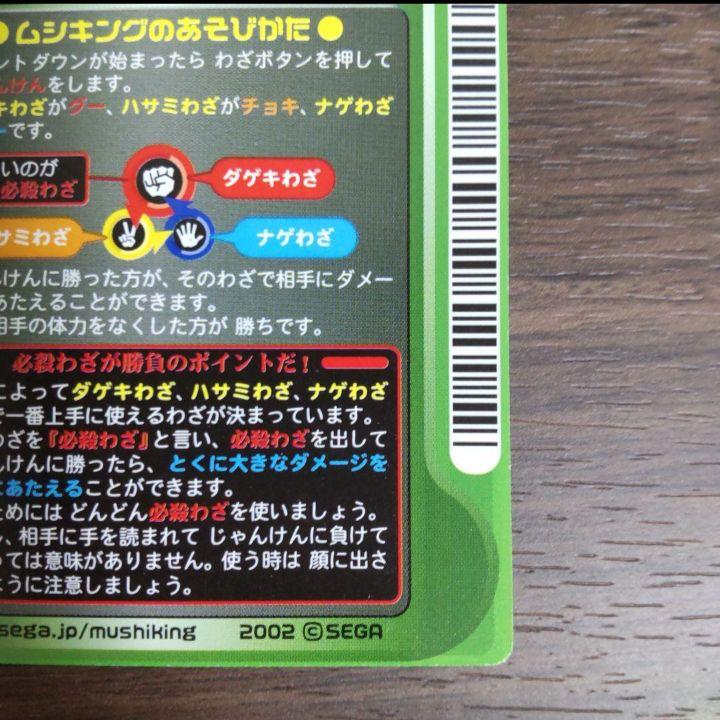 ムシキングのあそびかた
ントダウンが始まったら わざボタンを押して
んけんをします。
キわざがグー、ハサミわざがチョキ、ナゲわざ
ーです。
いのが
必殺わざ
ダゲキわざ
サミわざ
ナゲわざ
んけんに勝った方が、そのわざで相手にダメー
あたえることができます。
相手の体力をなくした方が 勝ちです。
必殺わざが勝負のポイントだ!
によってダゲキわざ、ハサミわざ、ナゲわざ
で一番上手に使えるわざが決まっています。
わざを『必殺わざ』と言い、必殺わざを出して
んけんに勝ったら、とくに大きなダメージを
にあたえることができます。
ためには どんどん必殺わざを使いましょう。
し、相手に手を読まれて じゃんけんに負けて
っては意味がありません。使う時は 顔に出さ
ように注意しましょう。
sega.jp/mushiking 2002 ©SEGA